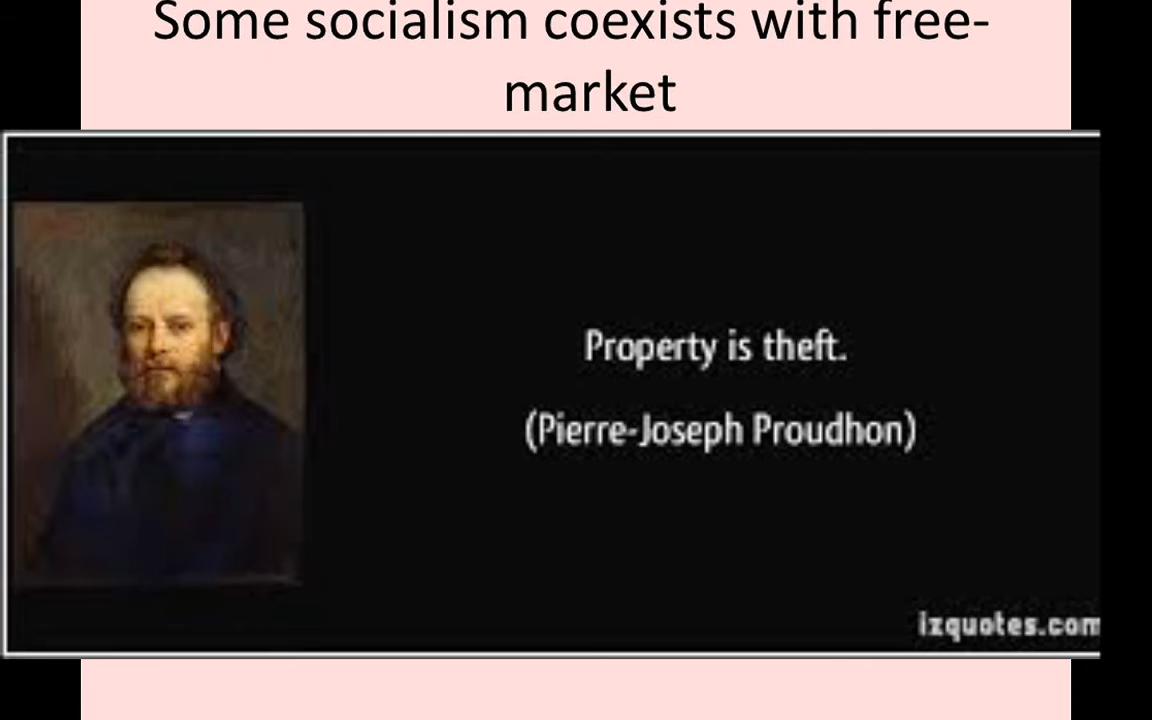 Some socialism coexists with free-
market
Property is theft.
(Pierre-Joseph Proudhon)
izquotes.com